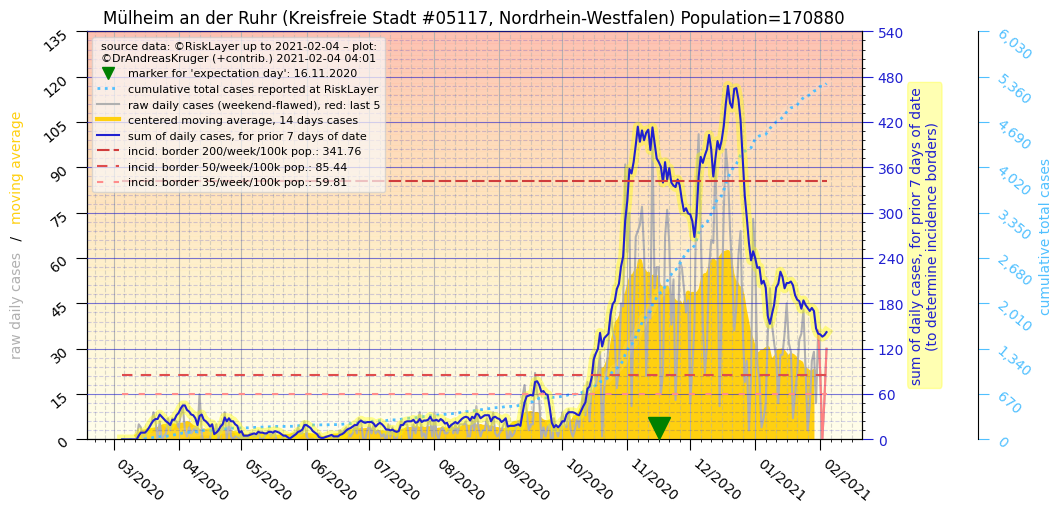 Mülheim an der Ruhr (Kreisfreie Stadt #05117, Nordrhein-Westfalen) Population=170880
source data: ©RiskLayer up to 2021-02-04 – plot:
©DrAndreasKruger (+contrib.) 2021-02-04 04:01
marker for 'expectation day': 16.11.2020
cumulative total cases reported at RiskLayer
raw daily cases (weekend-flawed), red: last 5
centered moving average, 14 days cases
sum of daily cases, for prior 7 days of date
incid. border 200/week/100k pop.: 341.76
incid. border 50/week/100k pop.: 85.44
incid. border 35/week/100k pop.: 59.81
raw daily cases / moving average
135
120
105
90
75
60
45
30
15
0
03/2020
04/2020
05/2020
06/2020
07/2020
08/2020
09/2020
10/2020
11/2020
12/2020
01/2021
02/2021
540
480
420
360
300
240
180
120
60
0
sum of daily cases, for prior 7 days of date
(to determine incidence borders)
6,030
5,360
4,690
4,020
3,350
2,680
2,010
1,340
670
0
cumulative total cases